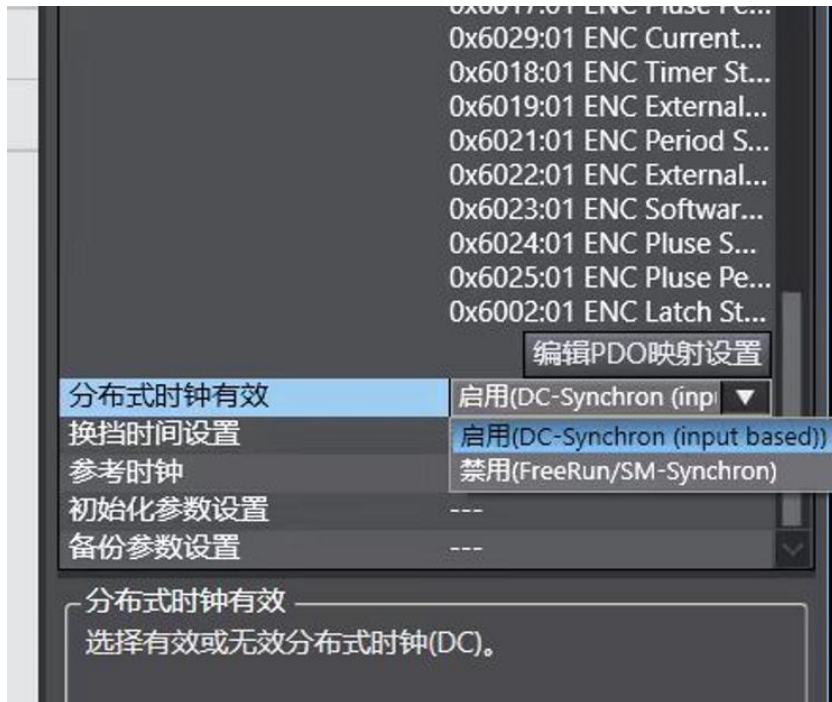 0x6029:01 ENC Current...
0x6018:01 ENC Timer St...
0x6019:01 ENC External...
0x6021:01 ENC Period S...
0x6022:01 ENC External...
0x6023:01 ENC Softwar...
0x6024:01 ENC Pluse S...
0x6025:01 ENC Pluse Pe...
0x6002:01 ENC Latch St...
编辑PDO映射设置
分布式时钟有效 启用(DC-Synchron (inp
换挡时间设置 启用(DC-Synchron (input based))
参考时钟 禁用(FreeRun/SM-Synchron)
初始化参数设置 ---
备份参数设置 ---
分布式时钟有效
选择有效或无效分布式时钟(DC)。